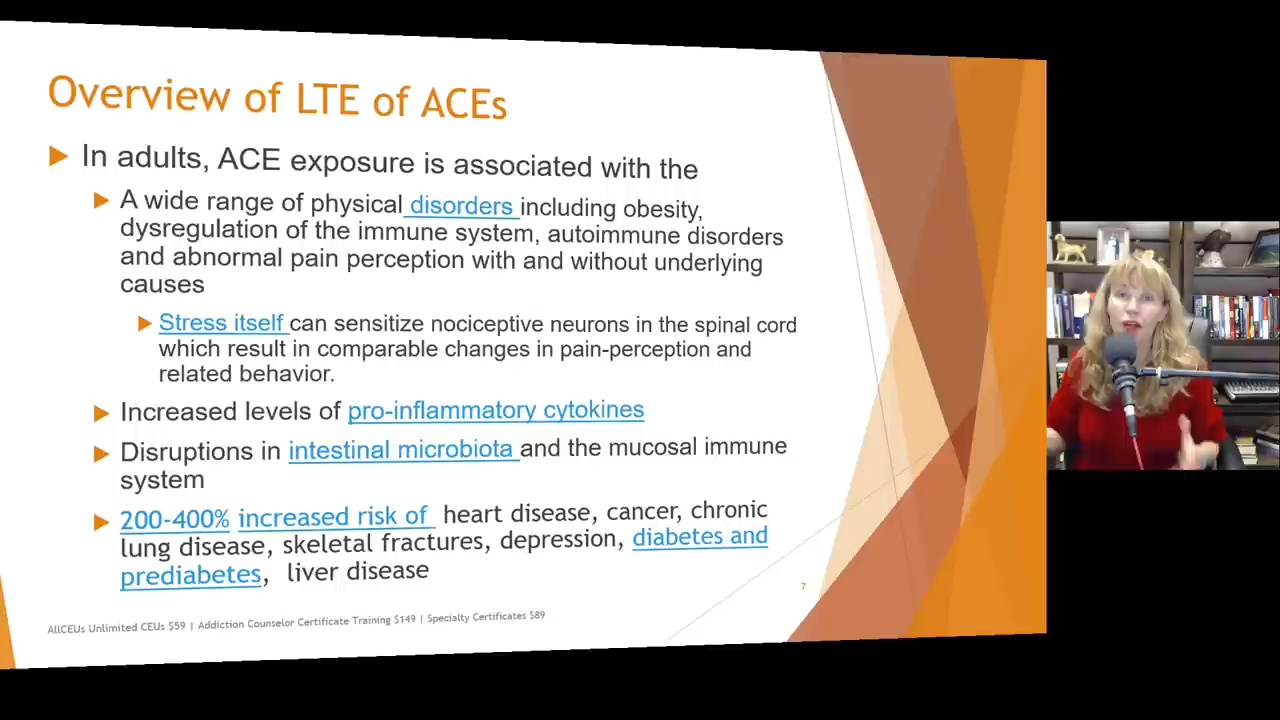 Overview of LTE of ACEs
In adults, ACE exposure is associated with the
A wide range of physical disorders including obesity,
dysregulation of the immune system, autoimmune disorders
and abnormal pain perception with and without underlying
causes
Stress itself can sensitize nociceptive neurons in the spinal cord
which result in comparable changes in pain-perception and
related behavior.
Increased levels of pro-inflammatory cytokines
Disruptions in intestinal microbiota and the mucosal immune
system
200-400% increased risk of heart disease, cancer, chronic
lung disease, skeletal fractures, depression, diabetes and
prediabetes, liver disease
7
AllCEUs Unlimited CEUs $59 | Addiction Counselor Certificate Training $149 | Specialty Certificates $89